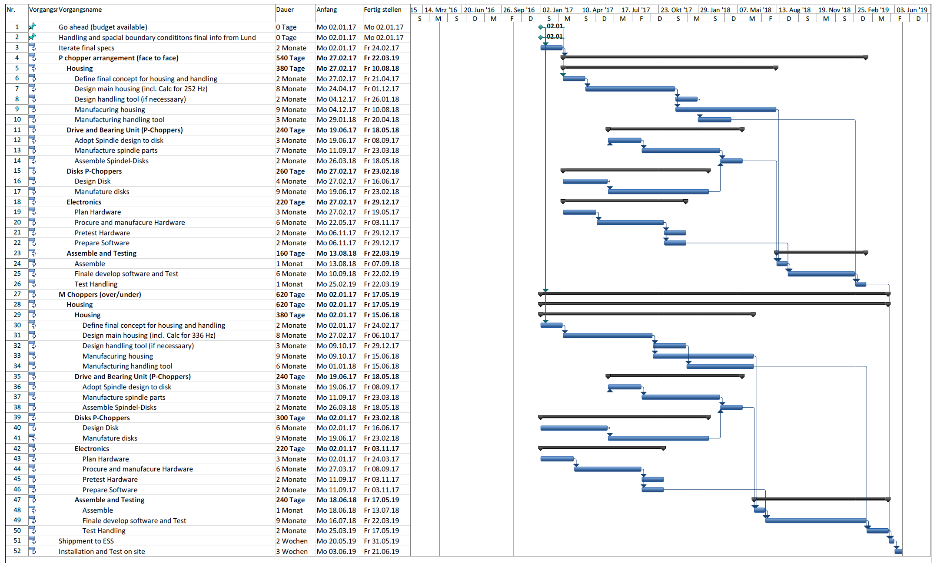 Nr. Vorgangsr Vorgangsname Dauer Anfang Fertig stellen 15 14. Mrz '16 20. Jun '16 26. Sep '16 02. Jan '17 10. Apr '17 17. Jul '17 23. Okt '17 29. Jan '18 07. Mai '18 13. Aug '18 19. Nov '18 25. Feb '19 03. Jun '19
S M D F S M D F S M D F S M D F S M D F S
1 Go ahead (budget available) 0 Tage Mo 02.01.17 Mo 02.01.17 02.01
2 Handling and spacial boundary condititons final info from Lund 0 Tage Mo 02.01.17 Mo 02.01.17 02.01
3 Iterate final specs 2 Monate Mo 02.01.17 Fr 24.02.17
4 P chopper arrangement (face to face) 540 Tage Mo 27.02.17 Fr 22.03.19
5 Housing 380 Tage Mo 27.02.17 Fr 10.08.18
6 Define final concept for housing and handling 2 Monate Mo 27.02.17 Fr 21.04.17
7 Design main housing (incl. Calc for 252 Hz) 8 Monate Mo 24.04.17 Fr 01.12.17
8 Design handling tool (if necessaary) 2 Monate Mo 04.12.17 Fr 26.01.18
9 Manufacuring housing 9 Monate Mo 04.12.17 Fr 10.08.18
10 Manufacturing handling tool 3 Monate Mo 29.01.18 Fr 20.04.18
11 Drive and Bearing Unit (P-Choppers) 240 Tage Mo 19.06.17 Fr 18.05.18
12 Adopt Spindle design to disk 3 Monate Mo 19.06.17 Fr 08.09.17
13 Manufacture spindle parts 7 Monate Mo 11.09.17 Fr 23.03.18
14 Assemble Spindel-Disks 2 Monate Mo 26.03.18 Fr 18.05.18
15 Disks P-Choppers 260 Tage Mo 27.02.17 Fr 23.02.18
16 Design Disk 4 Monate Mo 27.02.17 Fr 16.06.17
17 Manufature disks 9 Monate Mo 19.06.17 Fr 23.02.18
18 Electronics 220 Tage Mo 27.02.17 Fr 29.12.17
19 Plan Hardware 3 Monate Mo 27.02.17 Fr 19.05.17
20 Procure and manufacure Hardware 6 Monate Mo 22.05.17 Fr 03.11.17
21 Pretest Hardware 2 Monate Mo 06.11.17 Fr 29.12.17
22 Prepare Software 2 Monate Mo 06.11.17 Fr 29.12.17
23 Assemble and Testing 160 Tage Mo 13.08.18 Fr 22.03.19
24 Assemble 1 Monat Mo 13.08.18 Fr 07.09.18
25 Finale develop software and Test 6 Monate Mo 10.09.18 Fr 22.02.19
26 Test Handling 1 Monat Mo 25.02.19 Fr 22.03.19
27 M Choppers (over/under) 620 Tage Mo 02.01.17 Fr 17.05.19
28 Housing 620 Tage Mo 02.01.17 Fr 17.05.19
29 Housing 380 Tage Mo 02.01.17 Fr 15.06.18
30 Define final concept for housing and handling 2 Monate Mo 02.01.17 Fr 24.02.17
31 Design main housing (incl. Calc for 336 Hz) 8 Monate Mo 27.02.17 Fr 06.10.17
32 Design handling tool (if necessaary) 3 Monate Mo 09.10.17 Fr 29.12.17
33 Manufacuring housing 9 Monate Mo 09.10.17 Fr 15.06.18
34 Manufacturing handling tool 6 Monate Mo 01.01.18 Fr 15.06.18
35 Drive and Bearing Unit (P-Choppers) 240 Tage Mo 19.06.17 Fr 18.05.18
36 Adopt Spindle design to disk 3 Monate Mo 19.06.17 Fr 08.09.17
37 Manufacture spindle parts 7 Monate Mo 11.09.17 Fr 23.03.18
38 Assemble Spindel-Disks 2 Monate Mo 26.03.18 Fr 18.05.18
39 Disks P-Choppers 300 Tage Mo 02.01.17 Fr 23.02.18
40 Design Disk 6 Monate Mo 02.01.17 Fr 16.06.17
41 Manufature disks 9 Monate Mo 19.06.17 Fr 23.02.18
42 Electronics 220 Tage Mo 02.01.17 Fr 03.11.17
43 Plan Hardware 3 Monate Mo 02.01.17 Fr 24.03.17
44 Procure and manufacure Hardware 6 Monate Mo 27.03.17 Fr 08.09.17
45 Pretest Hardware 2 Monate Mo 11.09.17 Fr 03.11.17
46 Prepare Software 2 Monate Mo 11.09.17 Fr 03.11.17
47 Assemble and Testing 240 Tage Mo 18.06.18 Fr 17.05.19
48 Assemble 1 Monat Mo 18.06.18 Fr 13.07.18
49 Finale develop software and Test 9 Monate Mo 16.07.18 Fr 22.03.19
50 Test Handling 2 Monate Mo 25.03.19 Fr 17.05.19
51 Shippment to ESS 2 Wochen Mo 20.05.19 Fr 31.05.19
52 Installation and Test on site 3 Wochen Mo 03.06.19 Fr 21.06.19